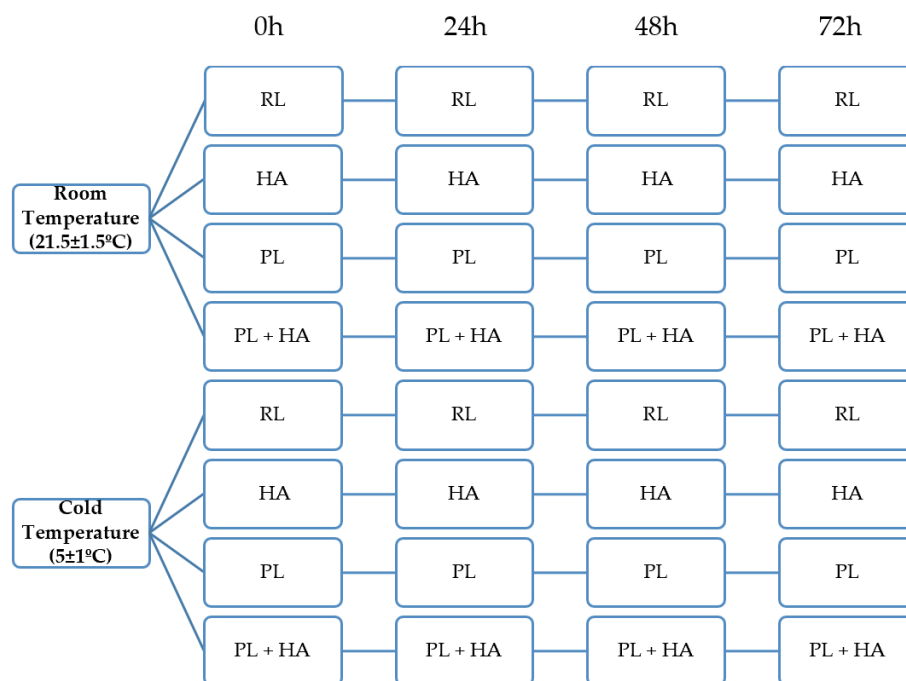 0h 24h 48h 72h
RL RL RL RL
HA HA HA HA
Room
Temperature
(21.5±1.5ºC)
PL PL PL PL
PL + HA PL + HA PL + HA PL + HA
RL RL RL RL
HA HA HA HA
Cold
Temperature
(5±1ºC)
PL PL PL PL
PL + HA PL + HA PL + HA PL + HA